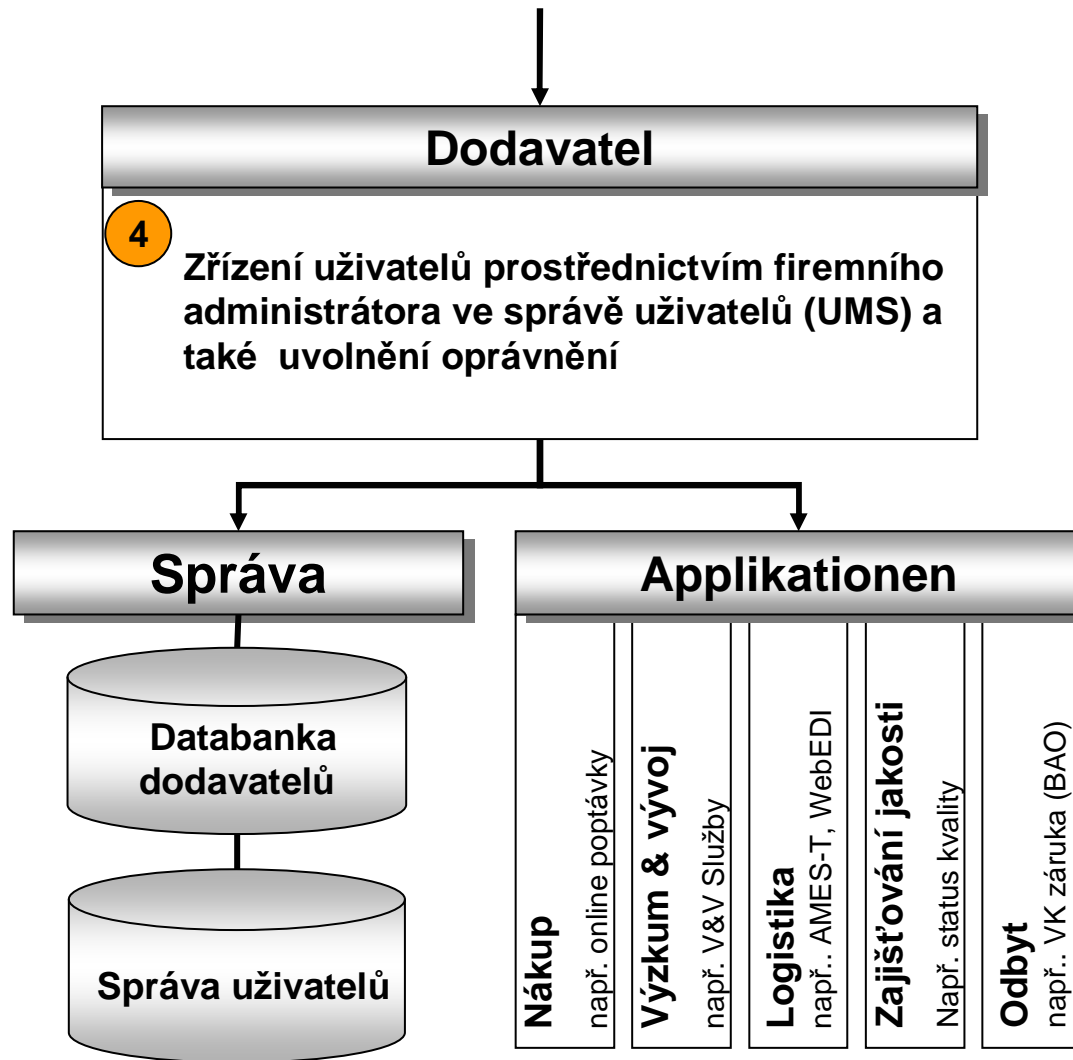 Dodavatel
4
Zřízení uživatelů prostřednictvím firemního
administrátora ve správě uživatelů (UMS) a
také  uvolnění oprávnění
Správa
Databanka
dodavatelů
Správa uživatelů
Applikationen
Nákup
např. online poptávky
Výzkum & vývoj
např. V&V Služby
Logistika
např.. AMES-T, WebEDI
Zajišťování jakosti
Např. status kvality
Odbyt
např.. VK záruka (BAO)